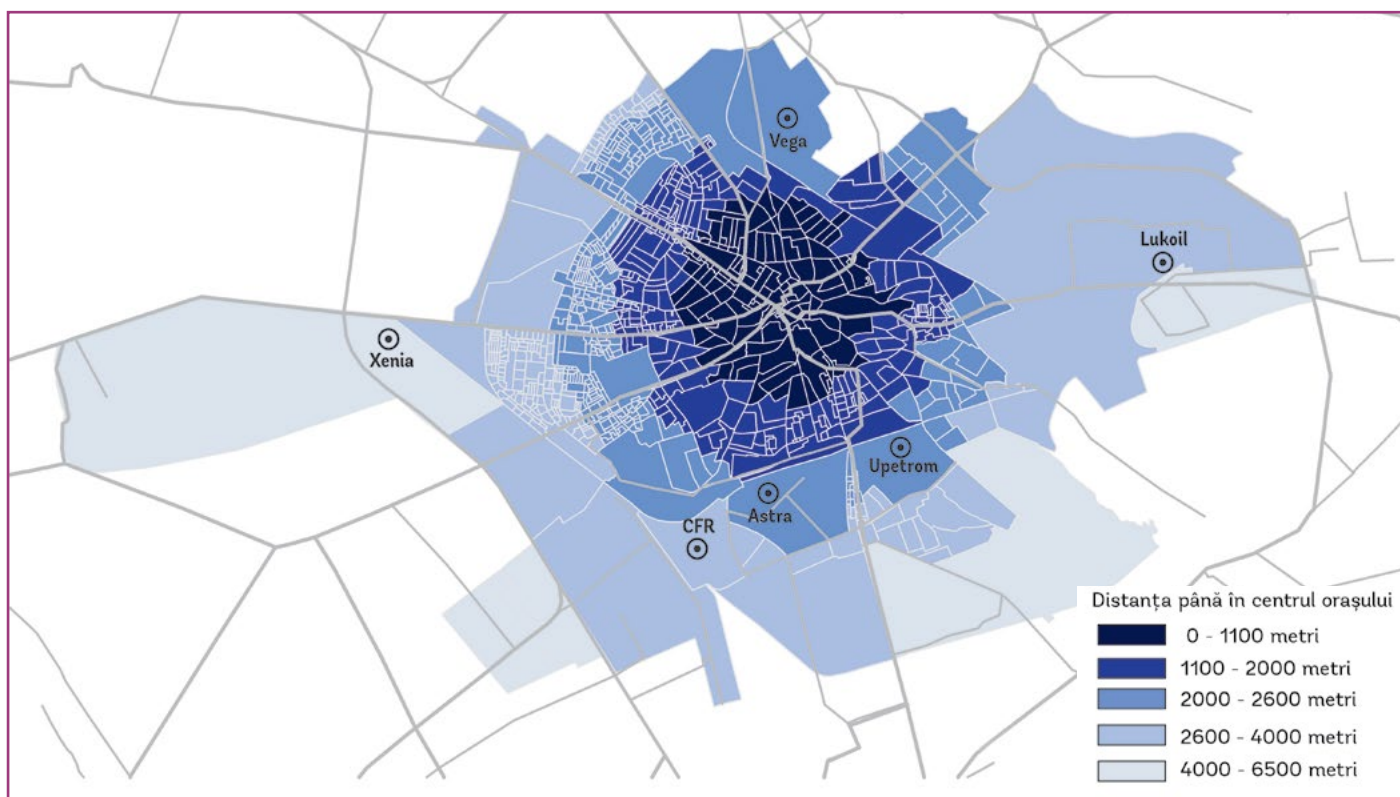 Vega
Lukoil
Xenia
Upetrom
Astra
CFR
Distanța până în centrul orașului
0 - 1100 metri
1100 - 2000 metri
2000 - 2600 metri
2600 - 4000 metri
4000 - 6500 metri